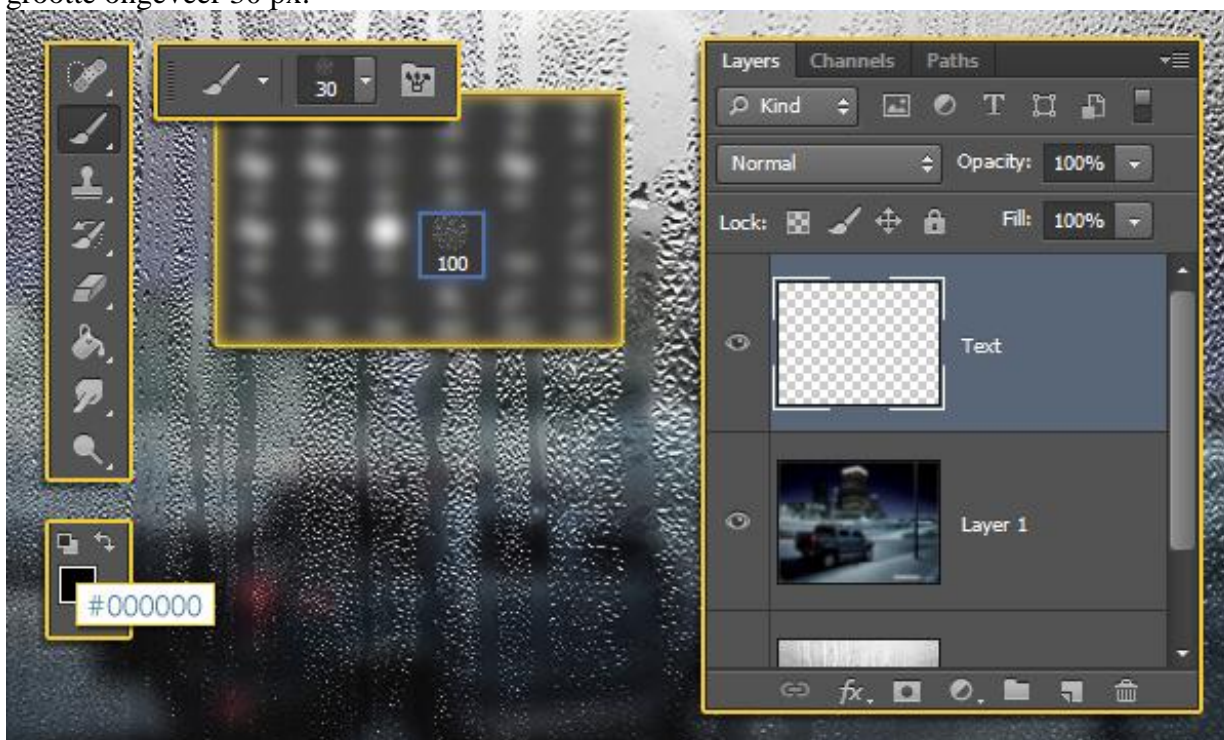 grootte ongeveer 30 px.
30
100
#000000
Layers Channels Paths
Kind
Normal Opacity: 100%
Lock: Fill: 100%
Text
Layer 1